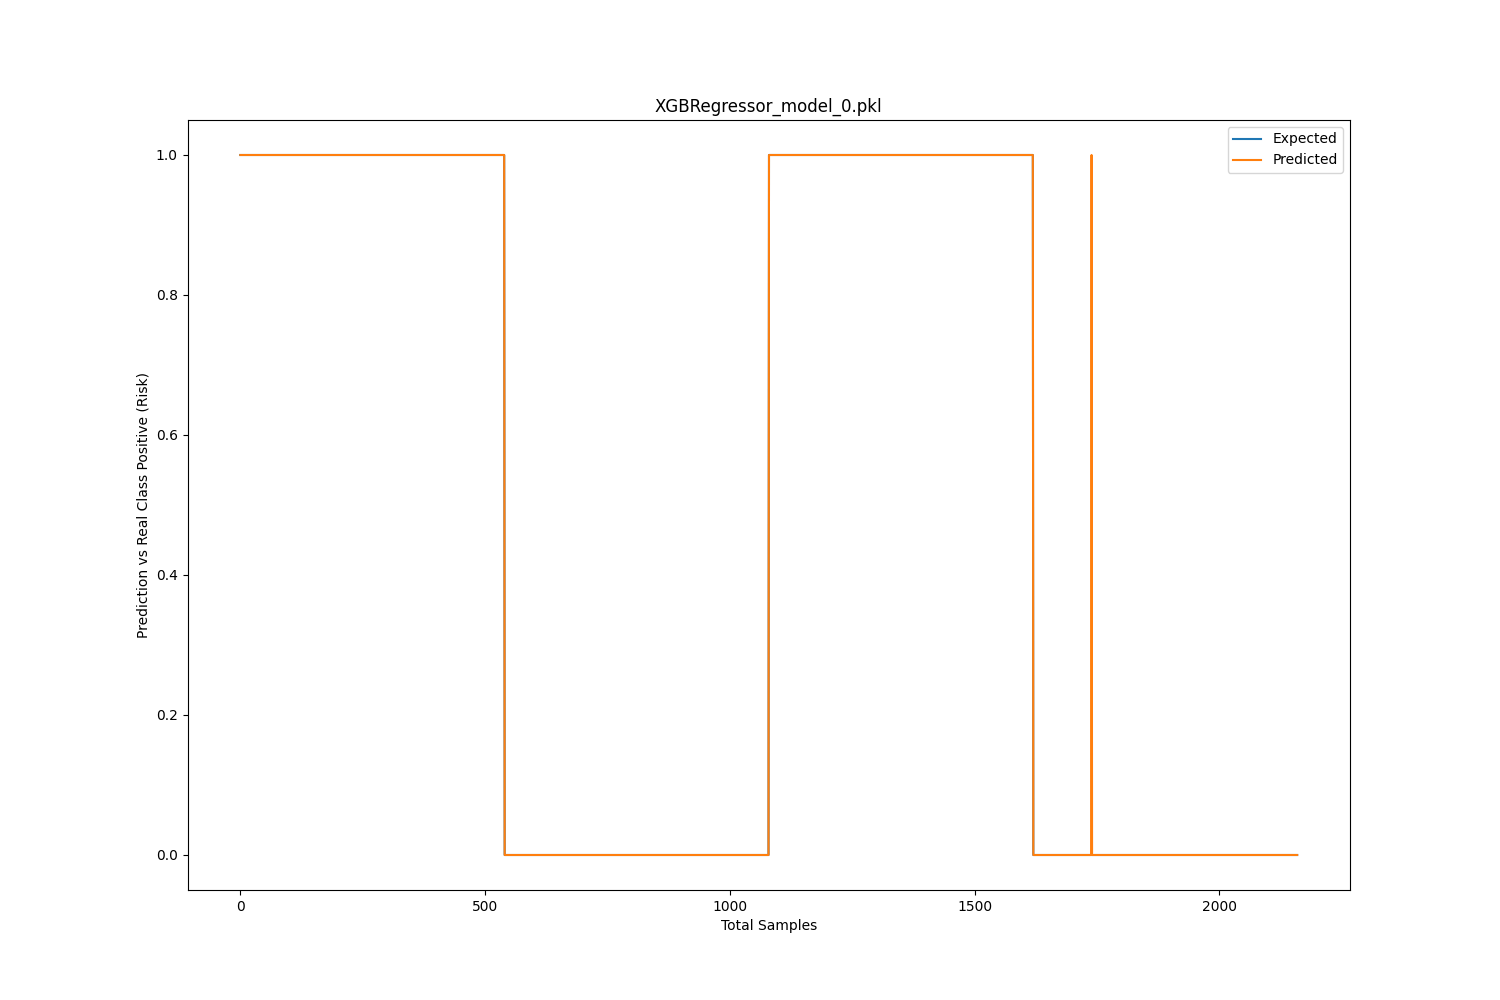 XGBRegressor_model_0.pkl
Expected
Predicted
1.0
0.8
0.6
0.4
0.2
0.0
Prediction vs Real Class Positive (Risk)
0
500
1000
1500
2000
Total Samples